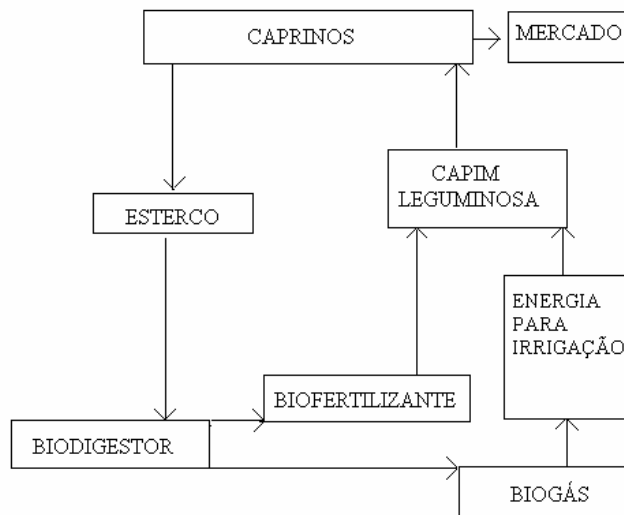 CAPRINOS
MERCADO
CAPIM
LEGUMINOSA
ESTERCO
ENERGIA
PARA
IRRIGAÇÃO
BIOFERTILIZANTE
BIODIGESTOR
BIOGÁS